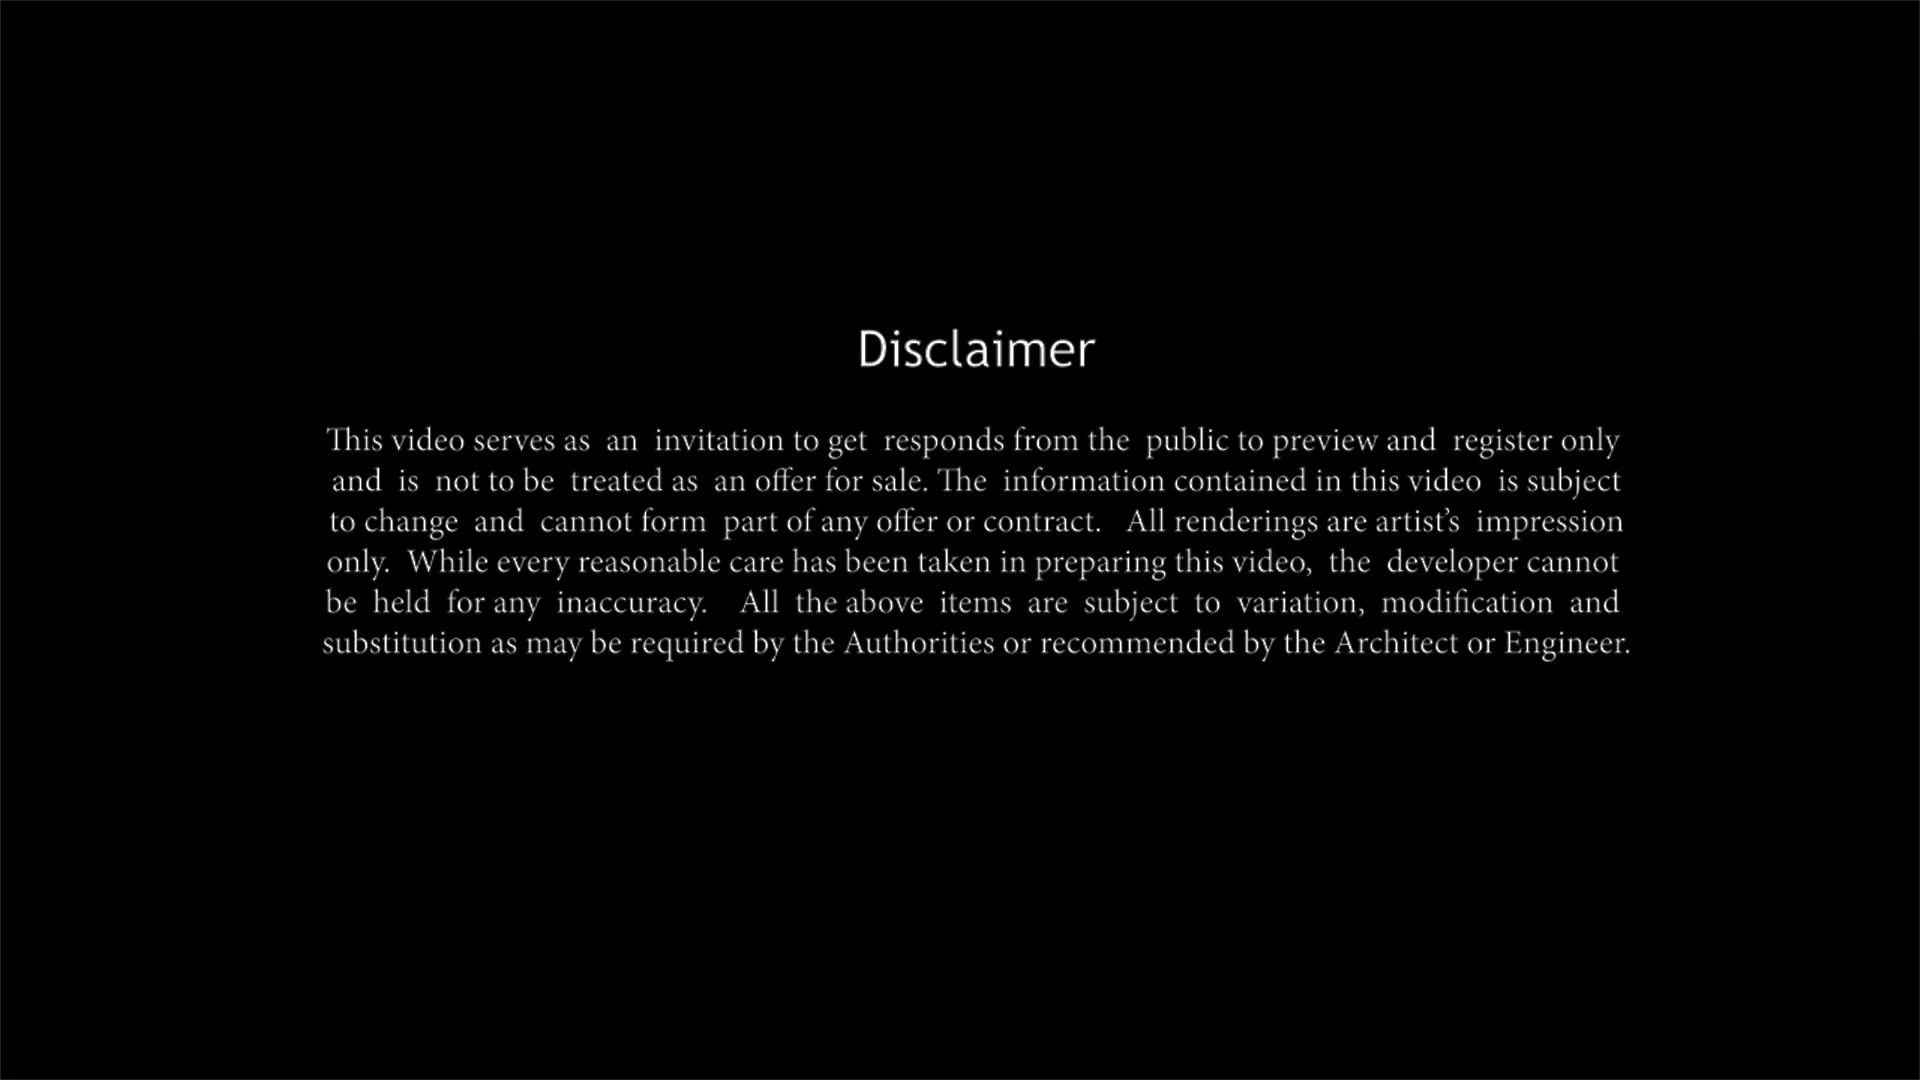 Disclaimer
This video serves as an invitation to get responds from the public to preview and register only
and is not to be treated as an offer for sale. The information contained in this video is subject
to change and cannot form part of any offer or contract. All renderings are artist’s impression
only. While every reasonable care has been taken in preparing this video, the developer cannot
be held for any inaccuracy. All the above items are subject to variation, modification and
substitution as may be required by the Authorities or recommended by the Architect or Engineer.